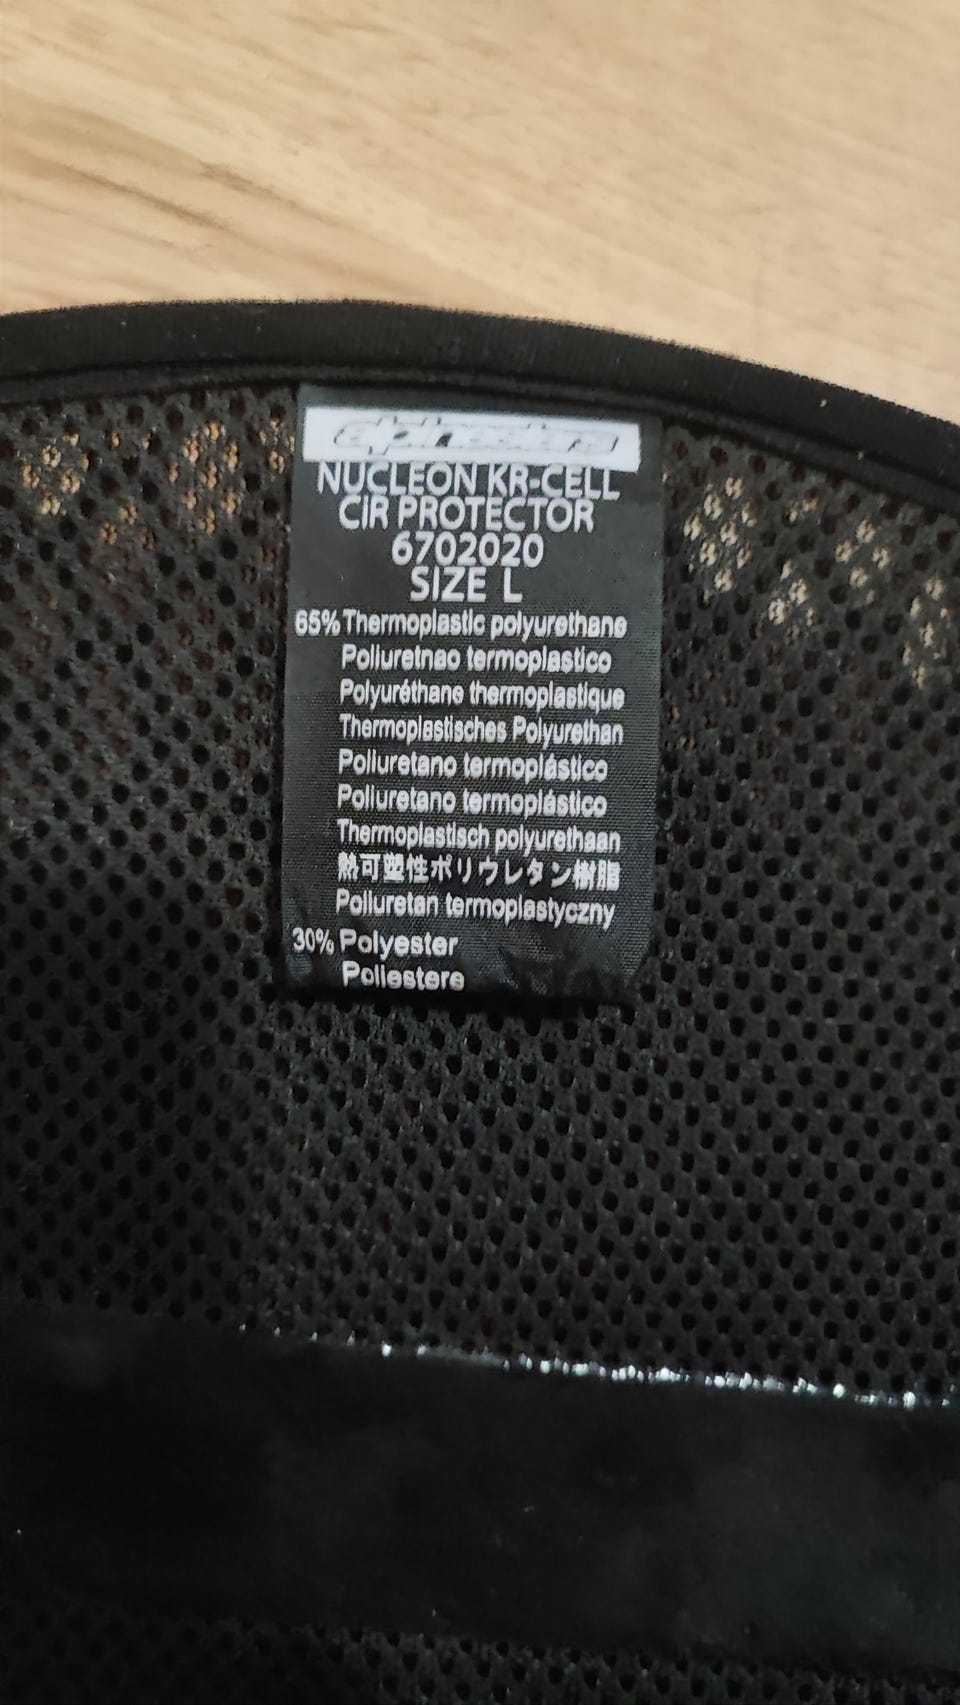 alpinestars
NUCLEON KR-CELL
CIR PROTECTOR
6702020
SIZE L
65% Thermoplastic polyurethane
Poliuretnao termoplastico
Polyuréthane thermoplastique
Thermoplastisches Polyurethan
Poliuretano termoplástico
Poliuretano termoplástico
Thermoplastisch polyurethaan
熱可塑性ポリウレタン樹脂
Poliuretan termoplastyczny
30% Polyester
Poliestere